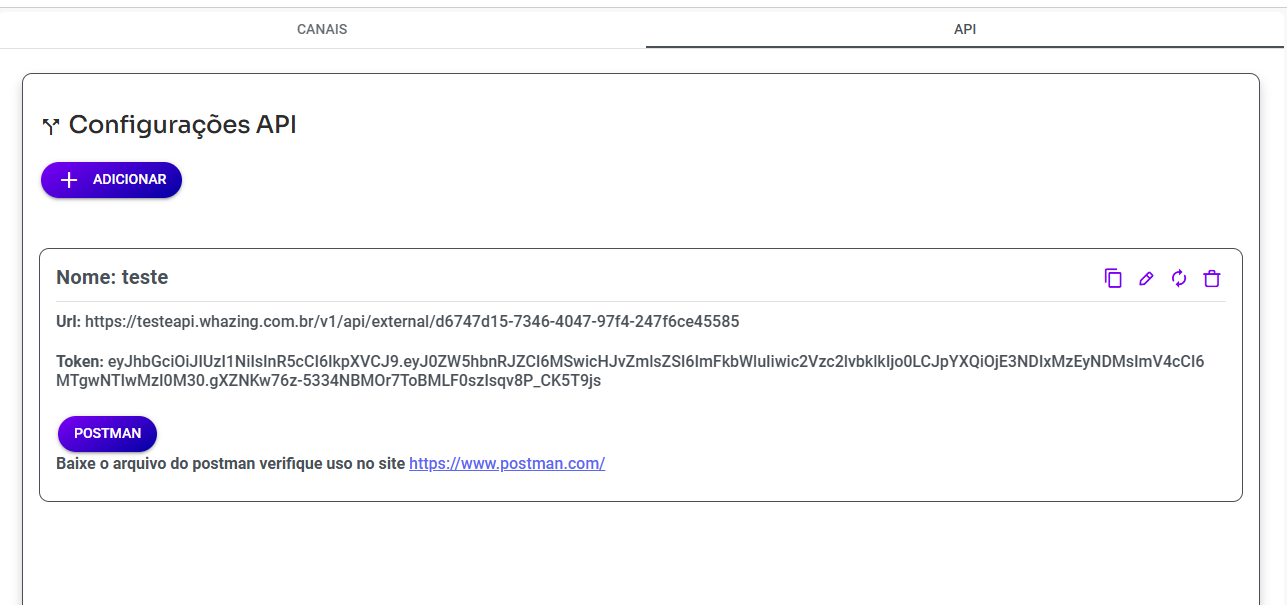 CANAIS
API
Configurações API
ADICIONAR
Nome: teste
Url: https://testeapi.whazing.com.br/v1/api/external/d6747d15-7346-4047-97f4-247f6ce45585
Token: eyJhbGciOiJIUzI1NiIsInR5cCI6IkpXVCJ9.eyJ0ZW5hbnRJZCI6MSwicHJvZmlsZSI6ImFkbWluIiwic2Vzc2lvbklkIjo0LCJpYXQiOjE3NDIxMzEyNDMsImV4cCI6
MTgwNTIwMzI0M30.gXZNKw76z-5334NBMOr7ToBMLF0szIsqv8P_CK5T9js
POSTMAN
Baixe o arquivo do postman verifique uso no site https://www.postman.com/